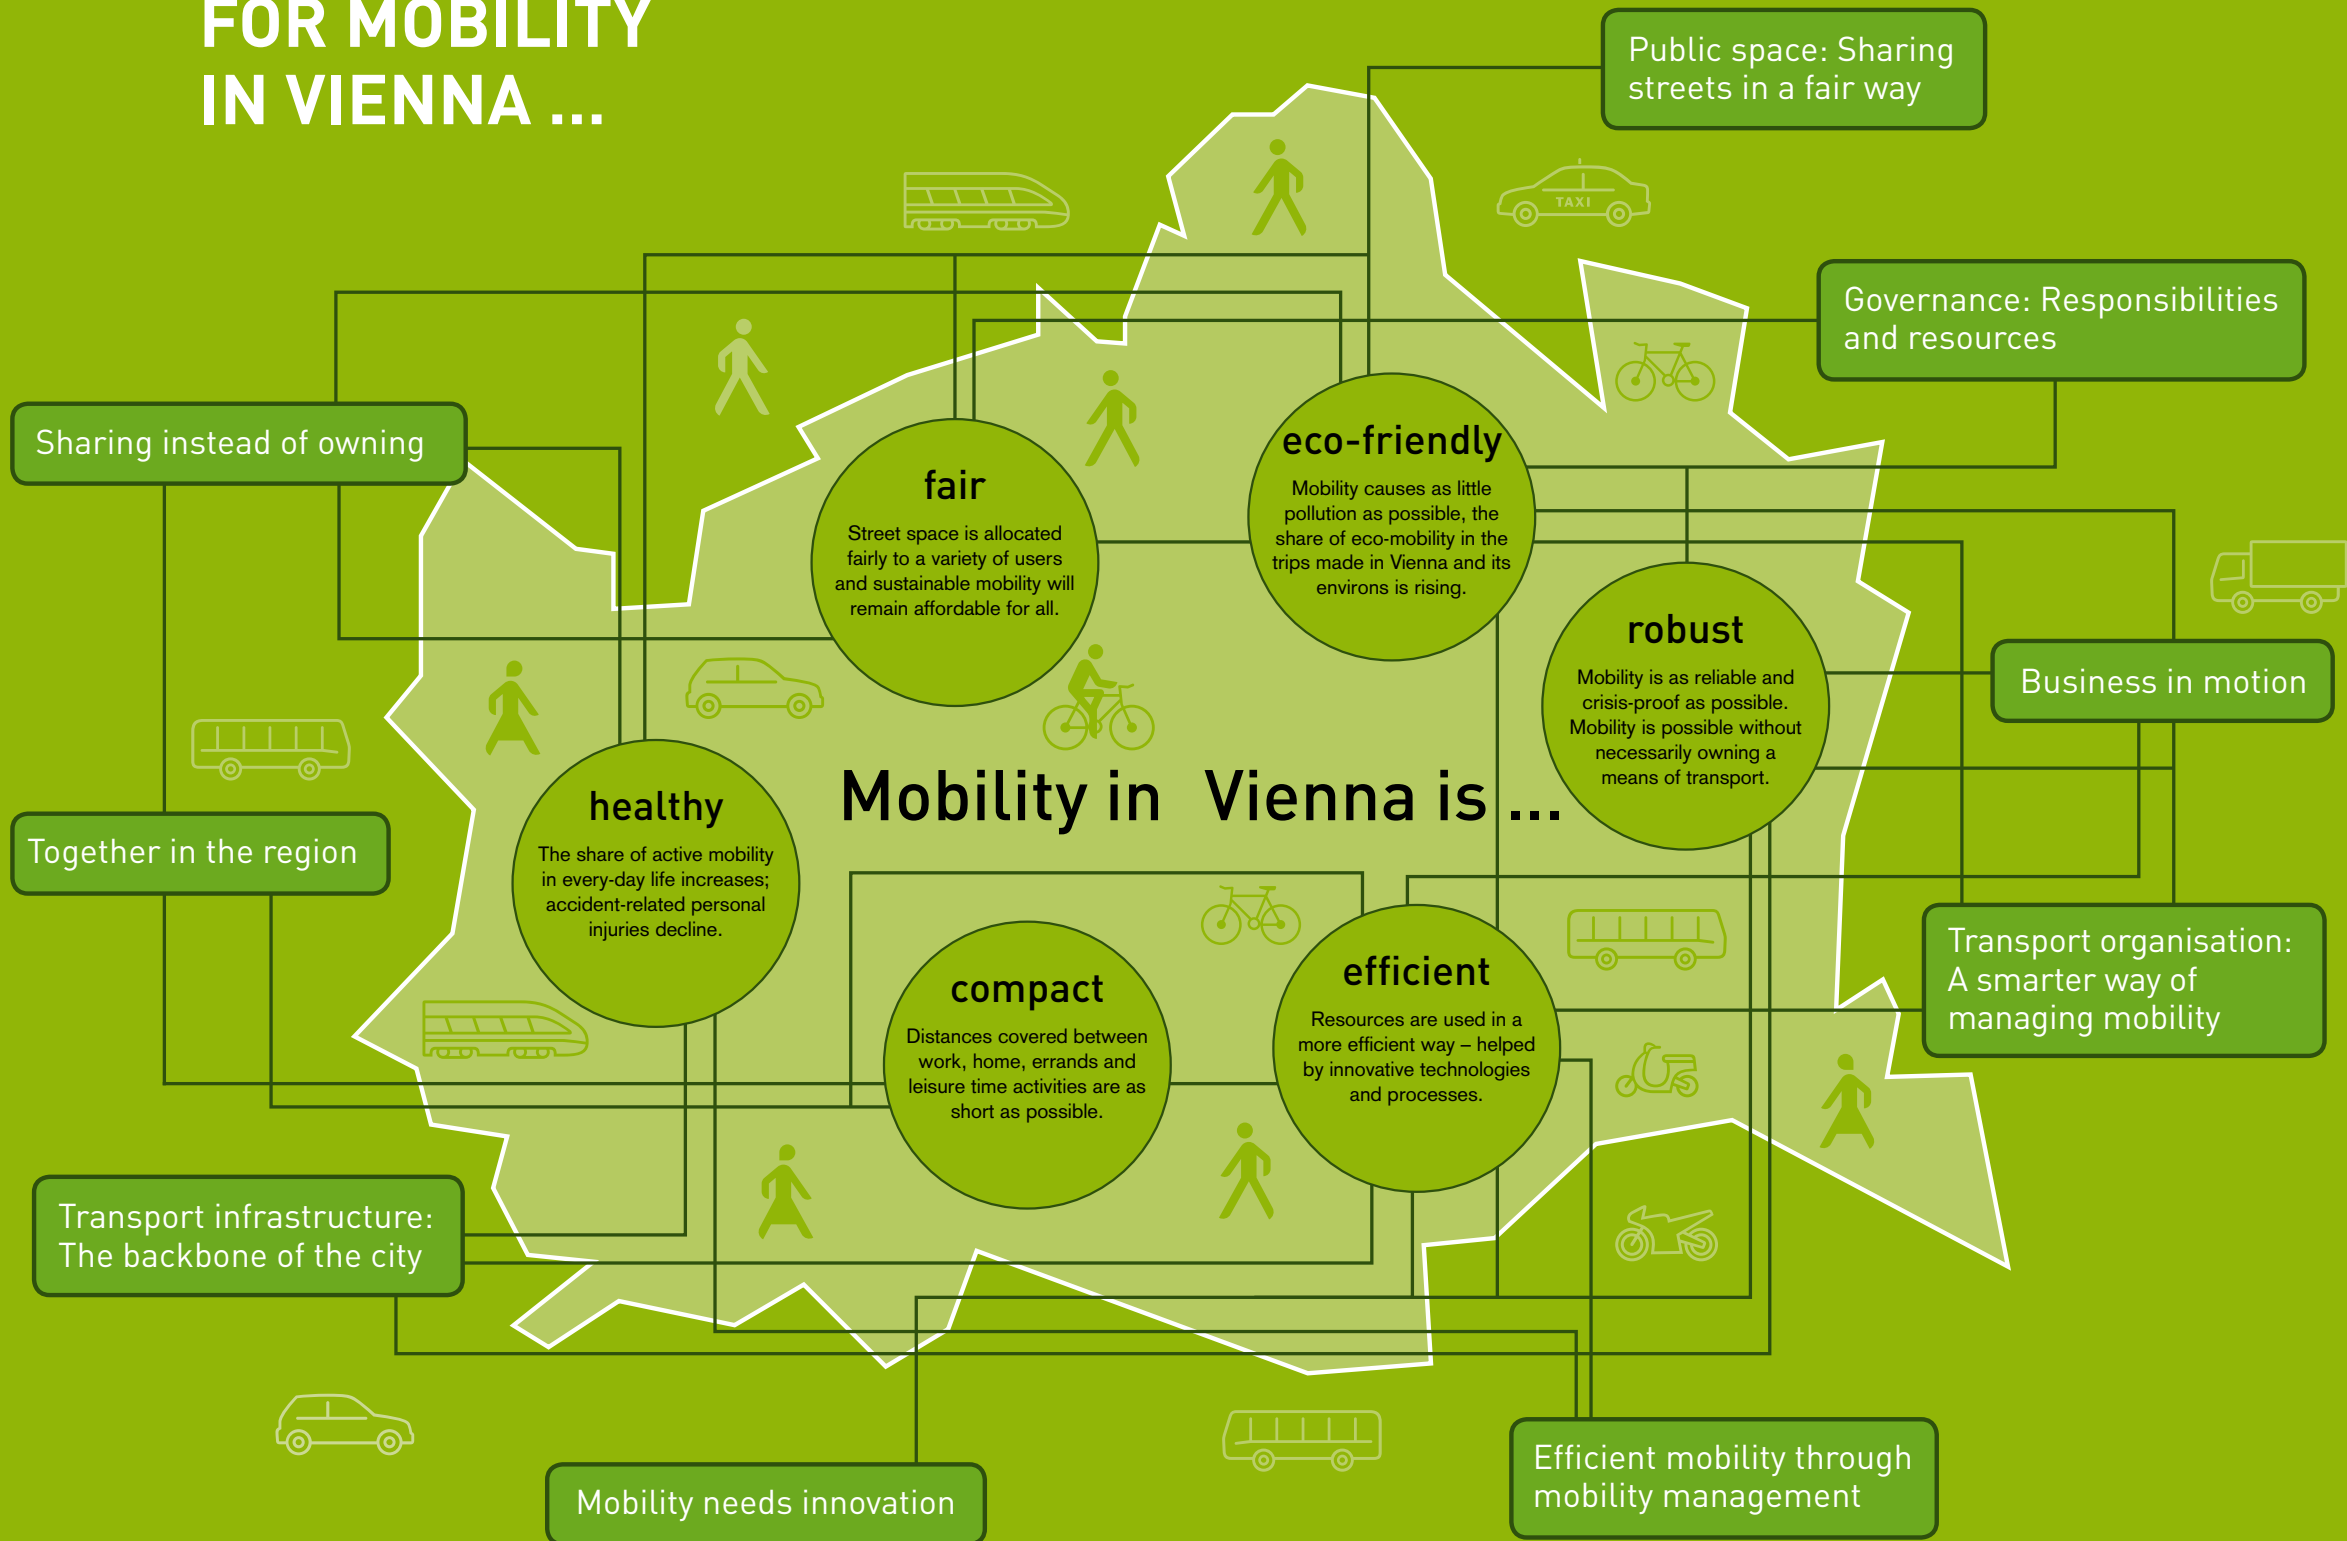 FOR MOBILITY
IN VIENNA ...
Public space: Sharing
streets in a fair way
TAXI
Governance: Responsibilities
and resources
Sharing instead of owning
eco-friendly
Mobility causes as little
pollution as possible, the
share of eco-mobility in the
trips made in Vienna and its
environs is rising.
fair
Street space is allocated
fairly to a variety of users
and sustainable mobility will
remain affordable for all.
robust
Mobility is as reliable and
crisis-proof as possible.
Mobility is possible without
necessarily owning a
means of transport.
Business in motion
Mobility in Vienna is ...
healthy
The share of active mobility
in every-day life increases;
accident-related personal
injuries decline.
Together in the region
compact
Distances covered between
work, home, errands and
leisure time activities are as
short as possible.
efficient
Resources are used in a
more efficient way – helped
by innovative technologies
and processes.
Transport organisation:
A smarter way of
managing mobility
Transport infrastructure:
The backbone of the city
Mobility needs innovation
Efficient mobility through
mobility management